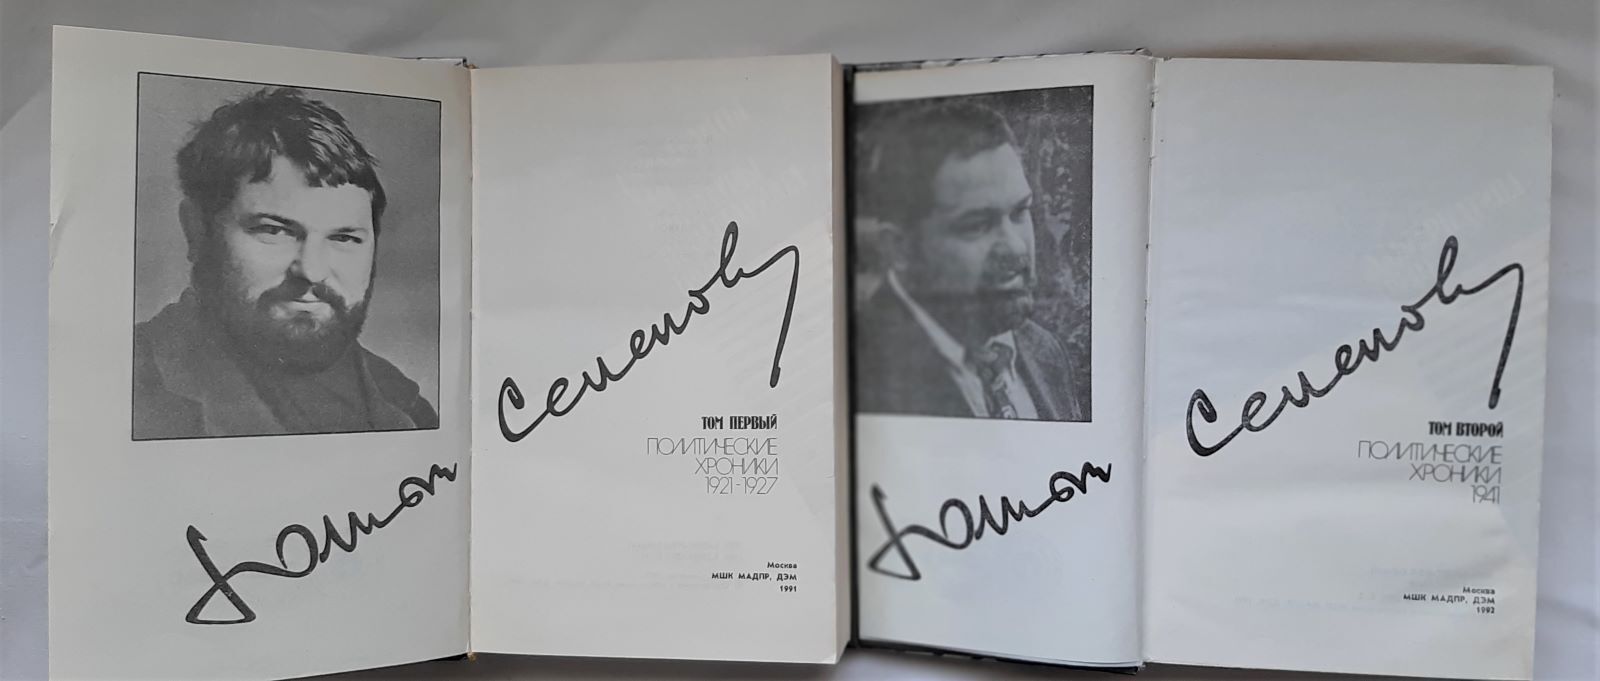 Юлиан
Семенов
ТОМ ПЕРВЫЙ
ПОЛИТИЧЕСКИЕ
ХРОНИКИ
1921-1927
Москва
МШК МАДПР, ДЭМ
1991
Юлиан
Семенов
ТОМ ВТОРОЙ
ПОЛИТИЧЕСКИЕ
ХРОНИКИ
1941
Москва
МШК МАДПР, ДЭМ
1992